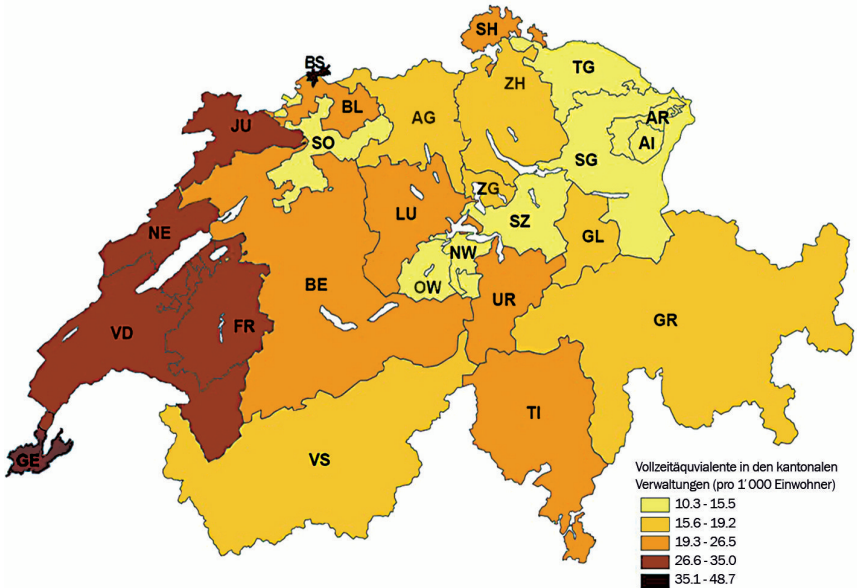 SH
BS
TG
ZH
BL
AG
JU
AR
SO
AI
SG
ZG
LU
SZ
NE
GL
NW
BE
OW
UR
VD
FR
GR
TI
VS
GE
Vollzeitäquvialente in den kantonalen
Verwaltungen (pro 1'000 Einwohner)
10.3 - 15.5
15.6 - 19.2
19.3 - 26.5
26.6 - 35.0
35.1 - 48.7